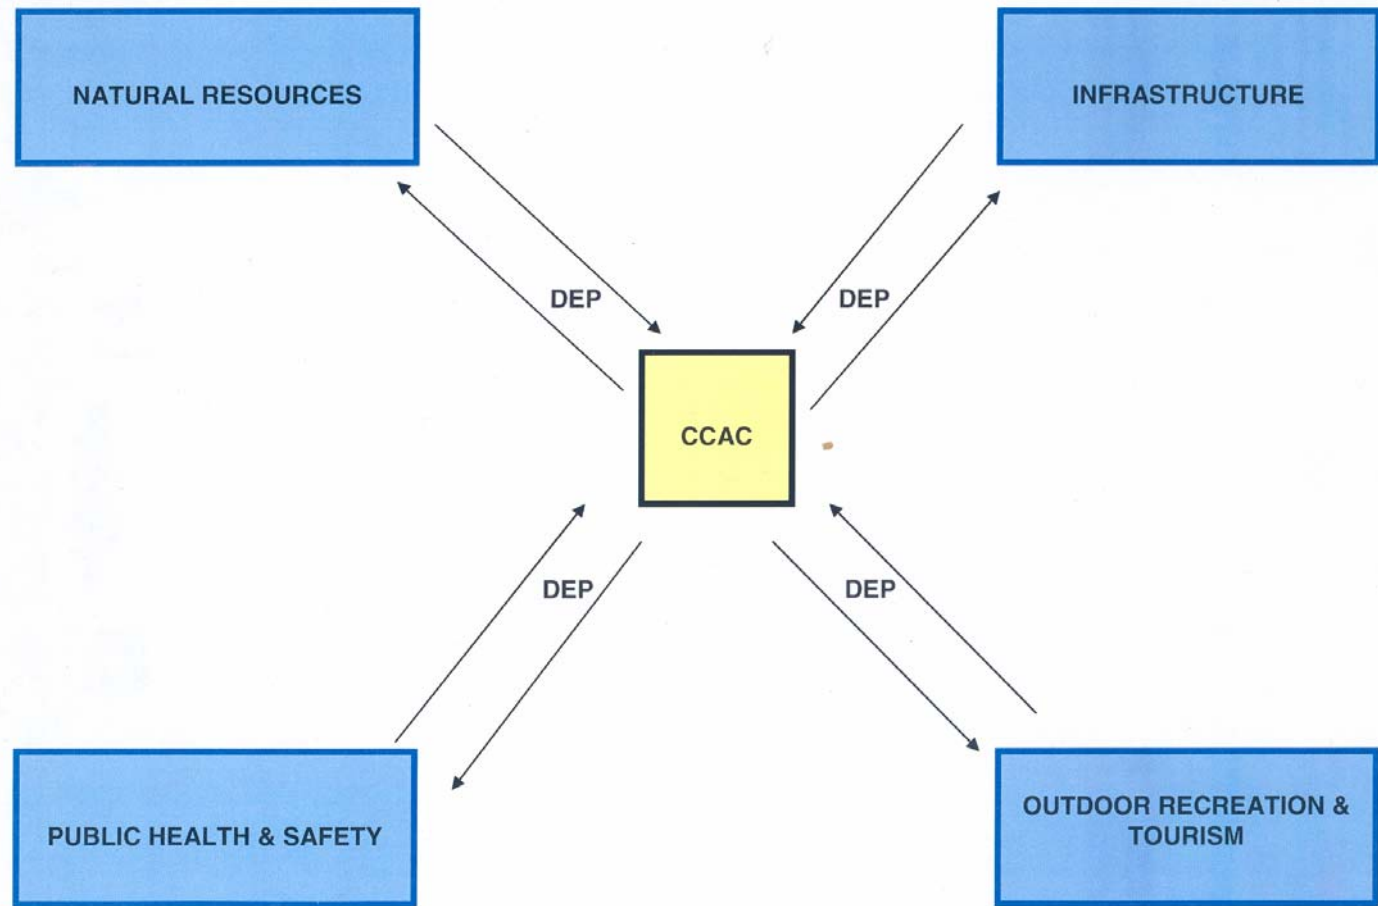 NATURAL RESOURCES
INFRASTRUCTURE
DEP
DEP
CCAC
DEP
DEP
PUBLIC HEALTH & SAFETY
OUTDOOR RECREATION &
TOURISM